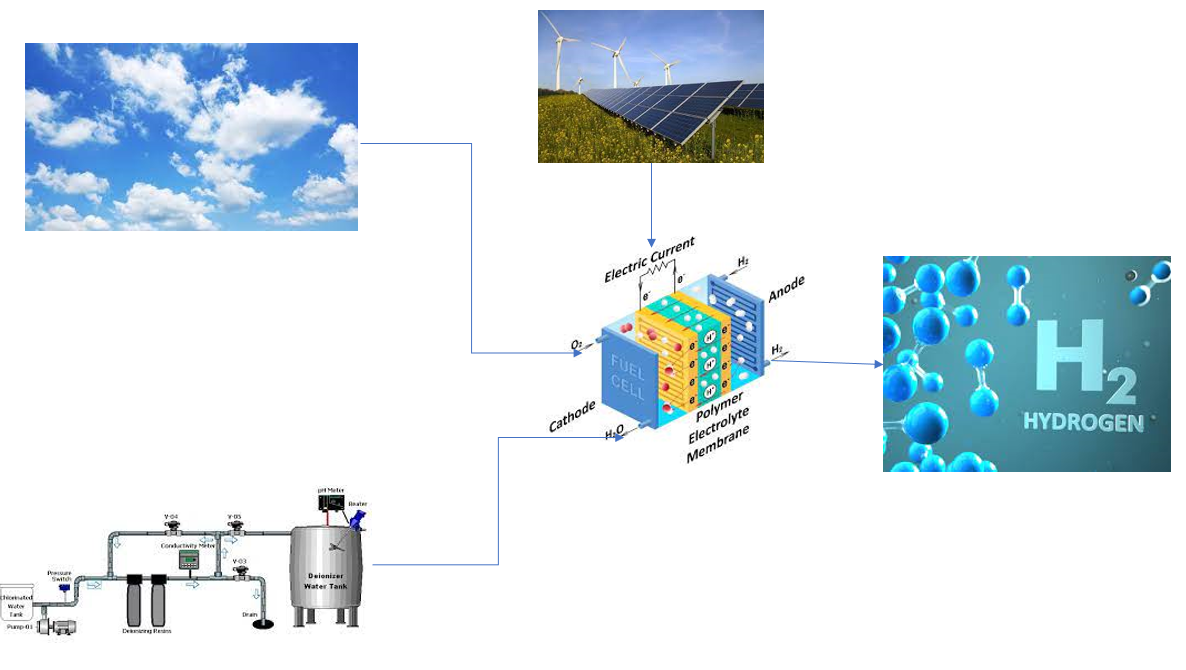 Electric Current
e-
e-
H₂
Anode
O₂
FUEL
CELL
e-
e-
e-
e-
e-
e-
H⁺
H⁺
H⁺
H₂
Cathode
H₂O
Polymer
Electrolyte
Membrane
H₂
HYDROGEN
pH Meter
Beater
V-04
V-05
Conductivity Meter
V-03
Pressure
Switch
Deionizer
Water Tank
Chlorinated
Water
Tank
Pump-01
Deionizing Resins
Drain